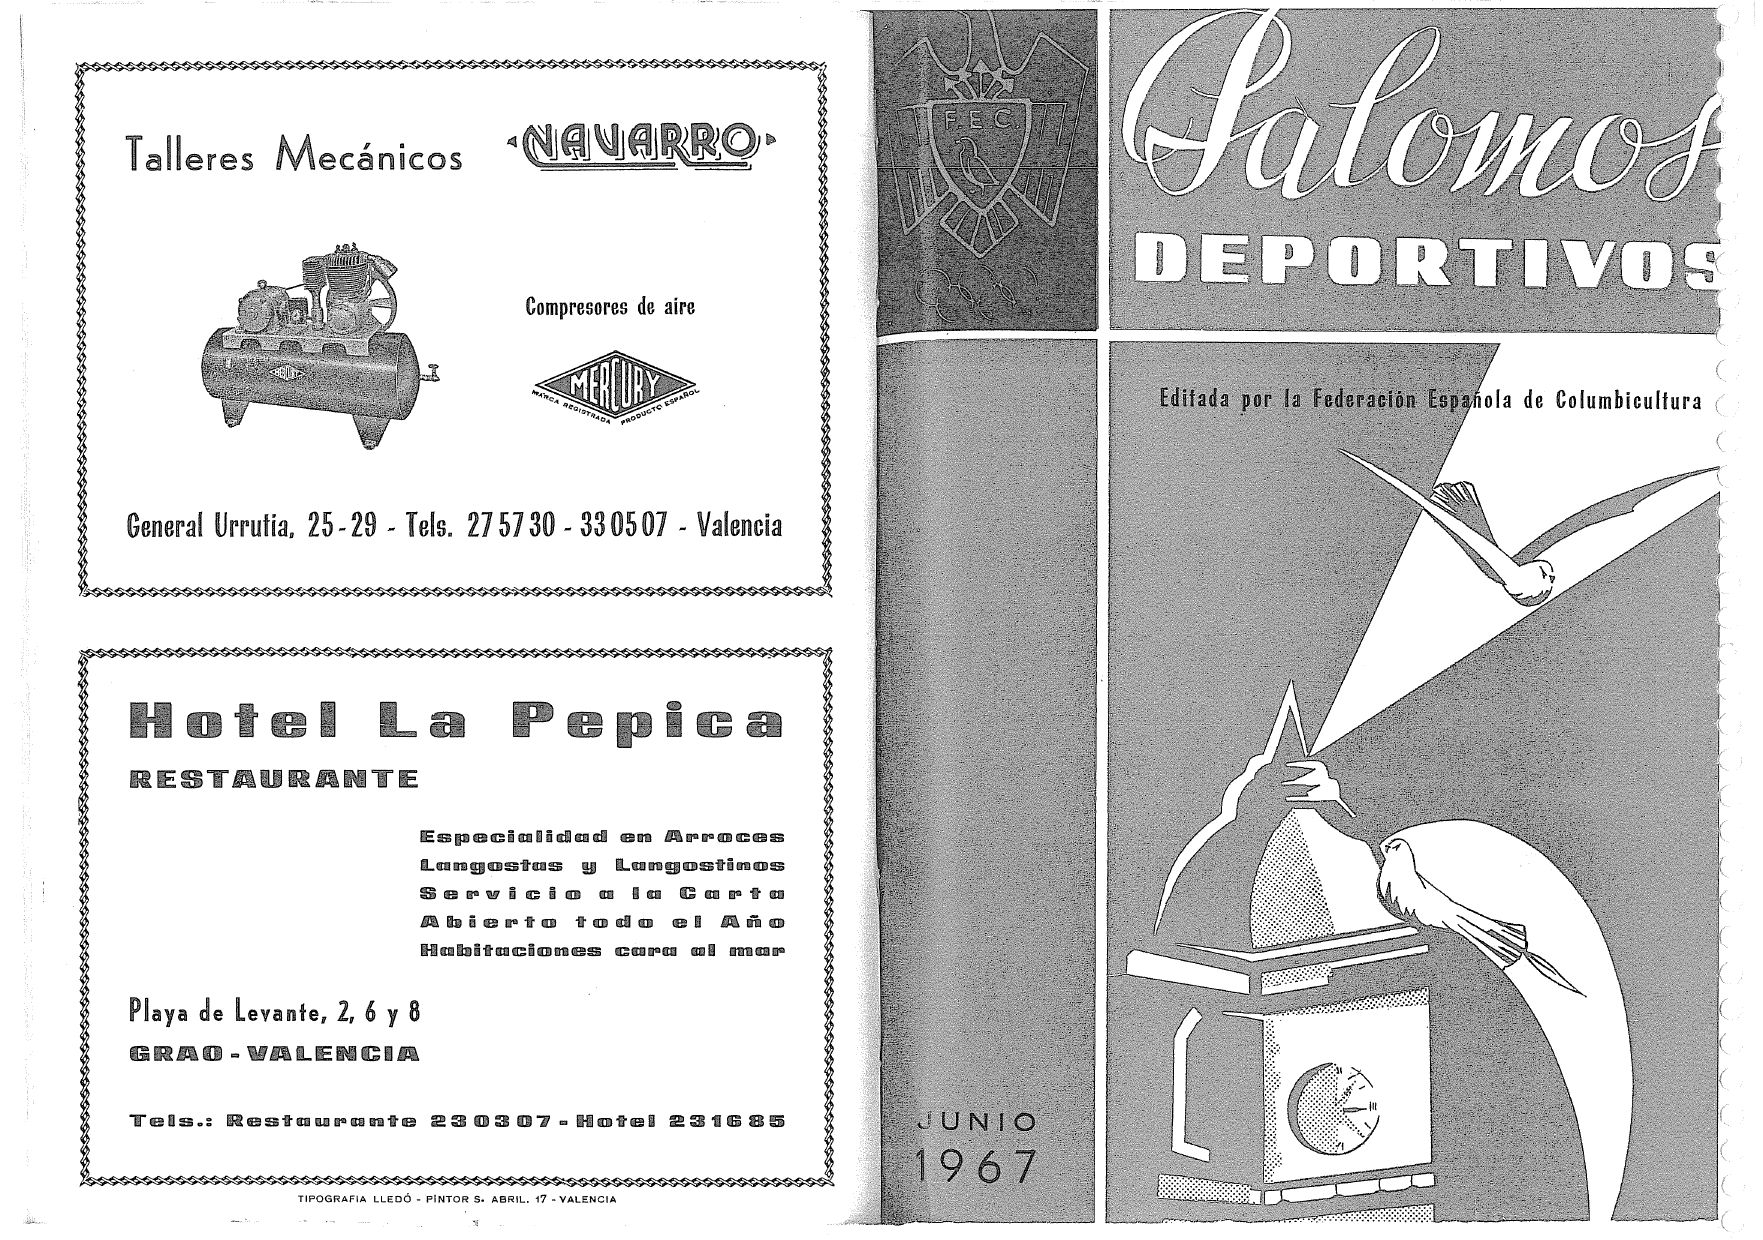 Talleres Mecánicos NAVARRO
Compresores de aire
MERCURY
MERCURY
MARCA REGISTRADA PRODUCTO ESPAÑOL
General Urrutia, 25-29 - Tels. 275730 - 330507 - Valencia
Hotel La Pepica
RESTAURANTE
Especialidad en Arroces
Langostas y Langostinos
Servicio a la Carta
Abierto todo el Año
Habitaciones cara al mar
Playa de Levante, 2, 6 y 8
GRAO - VALENCIA
Tels.: Restaurante 230307 - Hotel 231685
TIPOGRAFIA LLEDÓ - PINTOR S. ABRIL, 17 - VALENCIA
F. E. C.
Palomos
DEPORTIVOS
Editada por la Federación Española de Columbicultura
III
JUNIO
1967